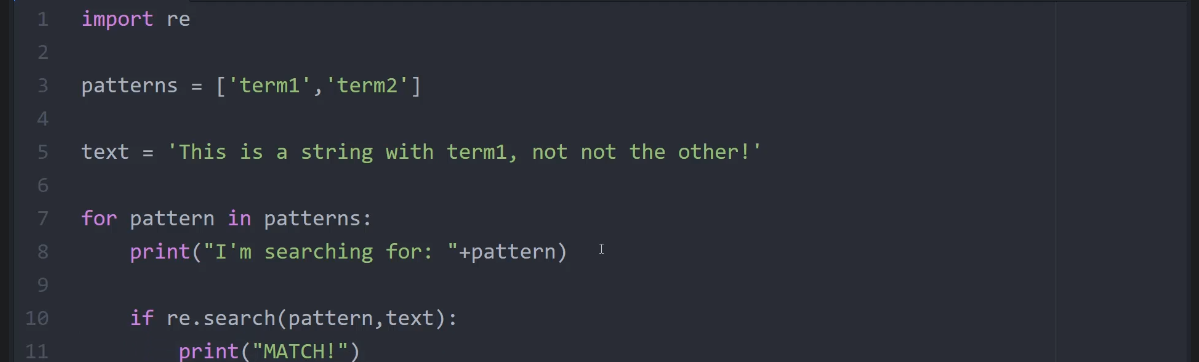 1 import re
2
3 patterns = ['term1','term2']
4
5 text = 'This is a string with term1, not not the other!'
6
7 for pattern in patterns:
8     print("I'm searching for: "+pattern)
9
10     if re.search(pattern,text):
11         print("MATCH!")